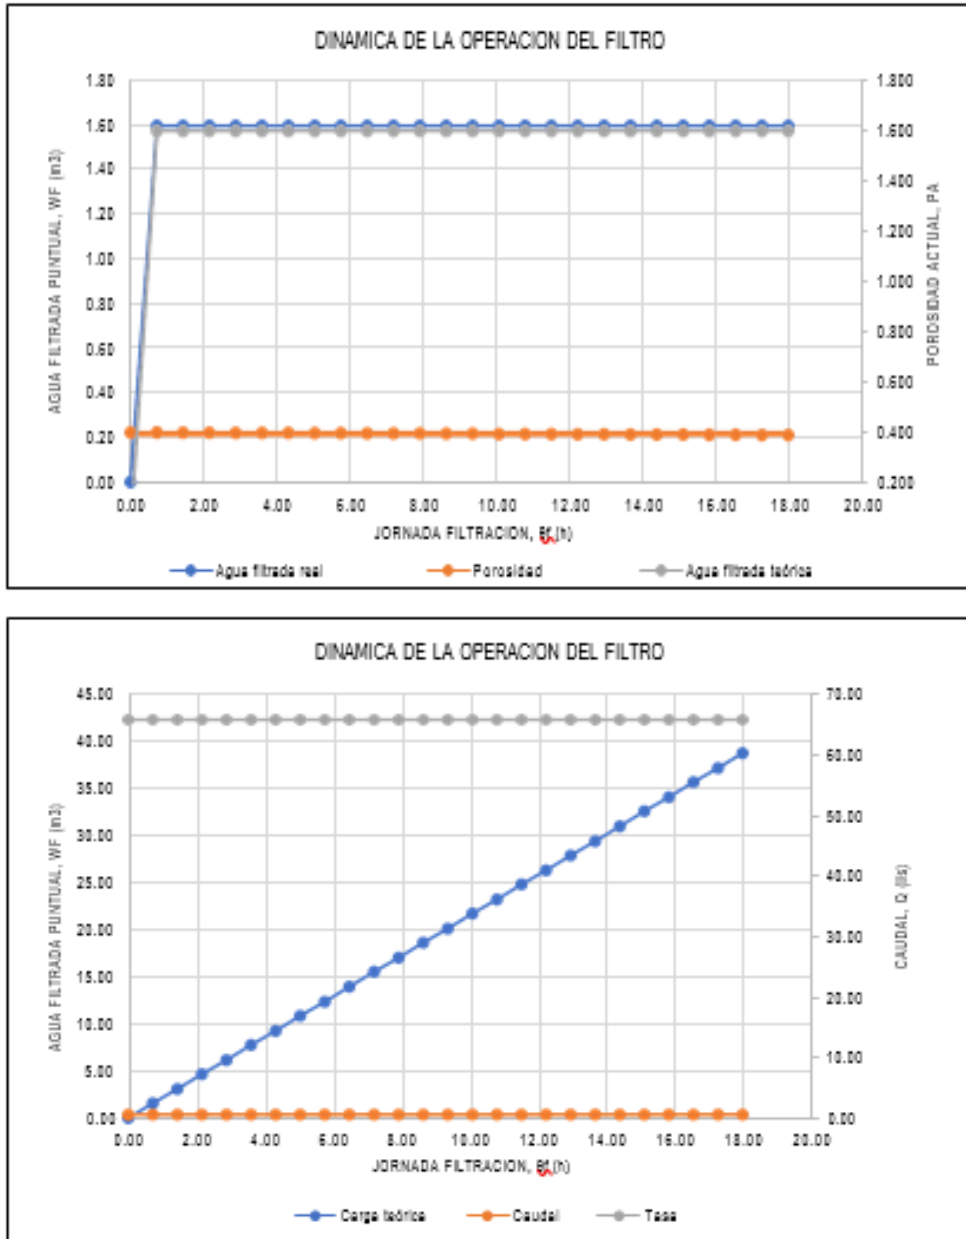 DINAMICA DE LA OPERACION DEL FILTRO
1.80 1.800
1.60 1.600
1.40 1.400
1.20 1.200
1.00 1.000
0.80 0.800
0.60 0.600
0.40 0.400
0.20
0.00 0.200
AGUA FILTRADA PUNTUAL, WF (m3)
POROSIDAD ACTUAL, PA
0.00 2.00 4.00 6.00 8.00 10.00 12.00 14.00 16.00 18.00 20.00
JORNADA FILTRACION, θf (h)
Agua filtrada real Porosidad Agua filtrada teórica
DINAMICA DE LA OPERACION DEL FILTRO
45.00 70.00
40.00 60.00
35.00 50.00
30.00 40.00
25.00 30.00
20.00 20.00
15.00 10.00
10.00 0.00
5.00
0.00
AGUA FILTRADA PUNTUAL, WF (m3)
CAUDAL, Q (lls)
0.00 2.00 4.00 6.00 8.00 10.00 12.00 14.00 16.00 18.00 20.00
JORNADA FILTRACION, θf (h)
Carga teórica Caudal Tasa